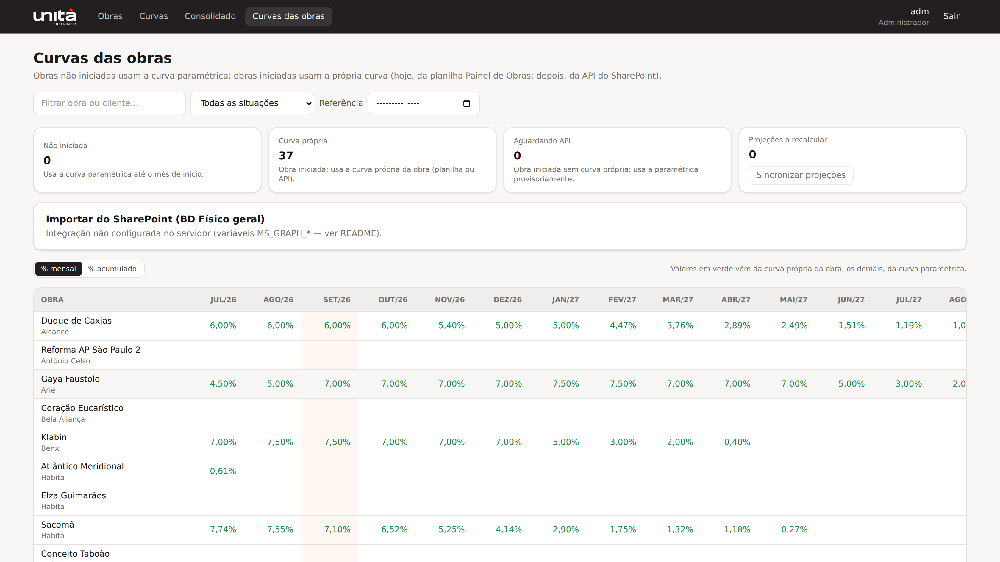 unità
ENGENHARIA
Obras Curvas Consolidado Curvas das obras
adm
Administrador
Sair
Curvas das obras
Obras não iniciadas usam a curva paramétrica; obras iniciadas usam a própria curva (hoje, da planilha Painel de Obras; depois, da API do SharePoint).
Filtrar obra ou cliente... Todas as situações Referência --------- ----
Não iniciada
0
Usa a curva paramétrica até o mês de início.
Curva própria
37
Obra iniciada: usa a curva própria da obra (planilha ou
API).
Aguardando API
0
Obra iniciada sem curva própria: usa a paramétrica
provisoriamente.
Projeções a recalcular
0
Sincronizar projeções
Importar do SharePoint (BD Físico geral)
Integração não configurada no servidor (variáveis MS_GRAPH_* — ver README).
% mensal % acumulado
Valores em verde vêm da curva própria da obra; os demais, da curva paramétrica.
OBRA JUL/26 AGO/26 SET/26 OUT/26 NOV/26 DEZ/26 JAN/27 FEV/27 MAR/27 ABR/27 MAI/27 JUN/27 JUL/27 AGO
Duque de Caxias
Alcance
6,00% 6,00% 6,00% 6,00% 5,40% 5,00% 5,00% 4,47% 3,76% 2,89% 2,49% 1,51% 1,19% 1,0
Reforma AP São Paulo 2
Antônio Celso
Gaya Faustolo
Arie
4,50% 5,00% 7,00% 7,00% 7,00% 7,00% 7,50% 7,50% 7,00% 7,00% 7,00% 5,00% 3,00% 2,0
Coração Eucarístico
Bela Aliança
Klabin
Benx
7,00% 7,50% 7,50% 7,00% 7,00% 7,00% 5,00% 3,00% 2,00% 0,40%
Atlântico Meridional
Habita
0,61%
Elza Guimarães
Habita
Sacomã
Habita
7,74% 7,55% 7,10% 6,52% 5,25% 4,14% 2,90% 1,75% 1,32% 1,18% 0,27%
Conceito Taboão